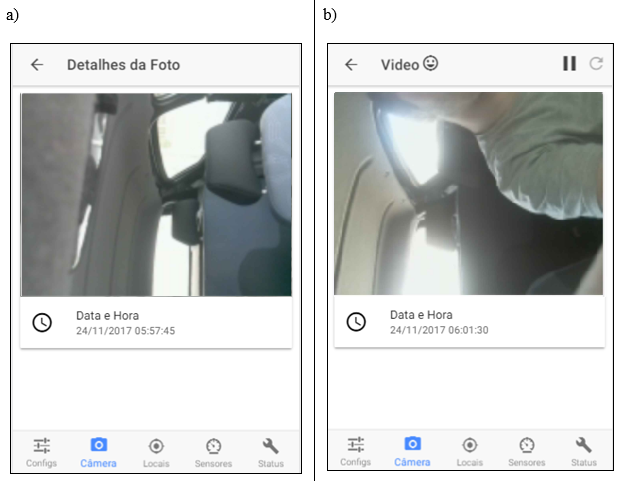 a)
Detalhes da Foto
Data e Hora
24/11/2017 05:57:45
Configs
Câmera
Locais
Sensores
Status
b)
Video
Data e Hora
24/11/2017 06:01:30
Configs
Câmera
Locais
Sensores
Status